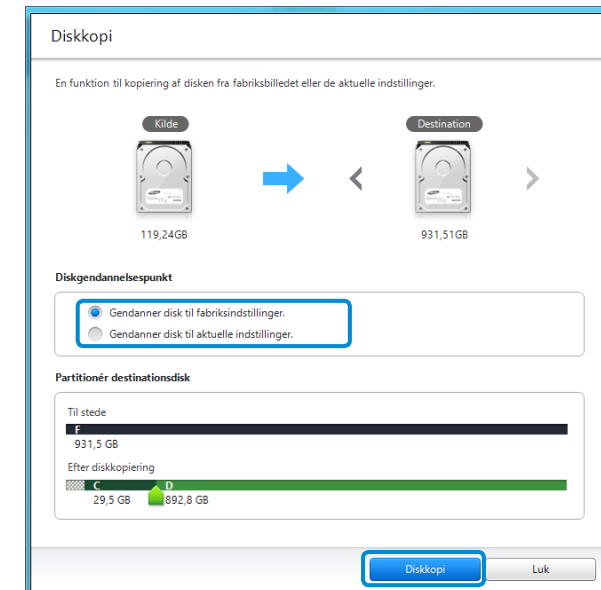 Diskkopi
En funktion til kopiering af disken fra fabriksbilledet eller de aktuelle indstillinger.
Kilde
Destination
119,24GB
931,51GB
Diskgendannelsespunkt
Gendanner disk til fabriksindstillinger.
Gendanner disk til aktuelle indstillinger.
Partitionér destinationsdisk
Til stede
F
931,5 GB
Efter diskkopiering
C D
29,5 GB 892,8 GB
Diskkopi Luk